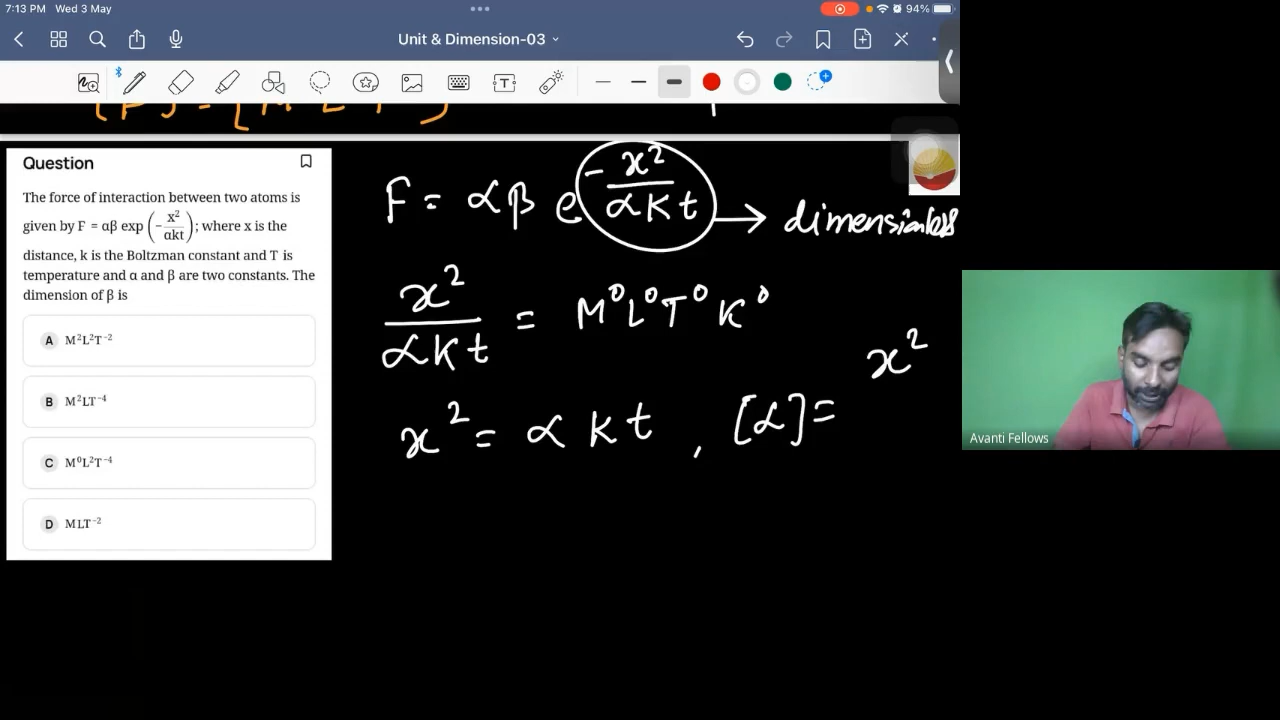 7:13 PM Wed 3 May
94%
Unit & Dimension-03
Question
The force of interaction between two atoms is
given by F = αβ exp (-x²/αkt); where x is the
distance, k is the Boltzman constant and T is
temperature and α and β are two constants. The
dimension of β is
A M²L²T⁻²
B M²LT⁻⁴
C M⁰L²T⁻⁴
D MLT⁻²
F = αβ e^(-x²/αKt) → dimensionless
x²/αKt = M⁰L⁰T⁰K⁰
x² = αKt , [α] = x²
Avanti Fellows